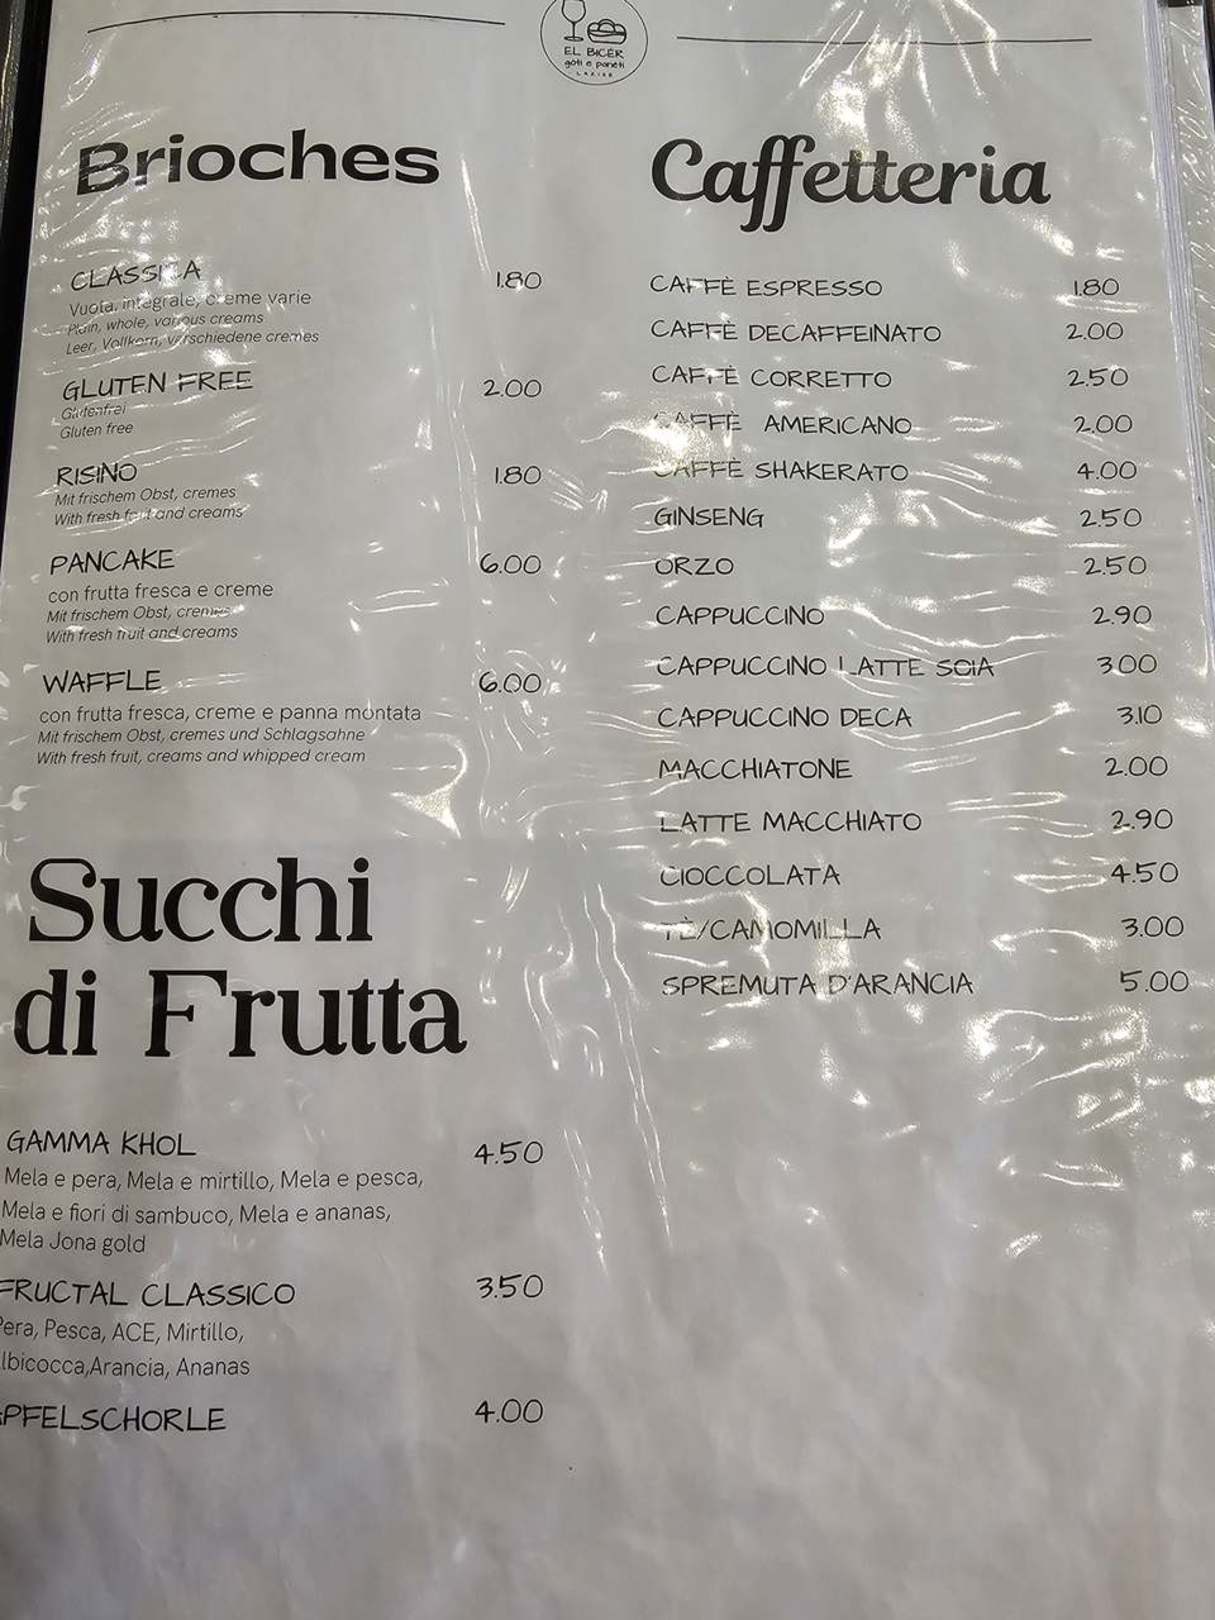 EL BICÉR
goti e panéti
LAZISE
Brioches
CLASSICA 1.80
Vuota, integrale, creme varie
Plain, whole, various creams
Leer, Vollkorn, verschiedene cremes
GLUTEN FREE 2.00
Glutenfrei
Gluten free
RISINO 1.80
Mit frischem Obst, cremes
With fresh fruit and creams
PANCAKE 6.00
con frutta fresca e creme
Mit frischem Obst, cremes
With fresh fruit and creams
WAFFLE 6.00
con frutta fresca, creme e panna montata
Mit frischem Obst, cremes und Schlagsahne
With fresh fruit, creams and whipped cream
Succhi
di Frutta
GAMMA KHOL 4.50
Mela e pera, Mela e mirtillo, Mela e pesca,
Mela e fiori di sambuco, Mela e ananas,
Mela Jona gold
FRUCTAL CLASSICO 3.50
Pera, Pesca, ACE, Mirtillo,
lbicocca,Arancia, Ananas
APFELSCHORLE 4.00
Caffetteria
CAFFÈ ESPRESSO 1.80
CAFFÈ DECAFFEINATO 2.00
CAFFÈ CORRETTO 2.50
CAFFÈ AMERICANO 2.00
CAFFÈ SHAKERATO 4.00
GINSENG 2.50
ORZO 2.50
CAPPUCCINO 2.90
CAPPUCCINO LATTE SOIA 3.00
CAPPUCCINO DECA 3.10
MACCHIATONE 2.00
LATTE MACCHIATO 2.90
CIOCCOLATA 4.50
TÈ/CAMOMILLA 3.00
SPREMUTA D'ARANCIA 5.00